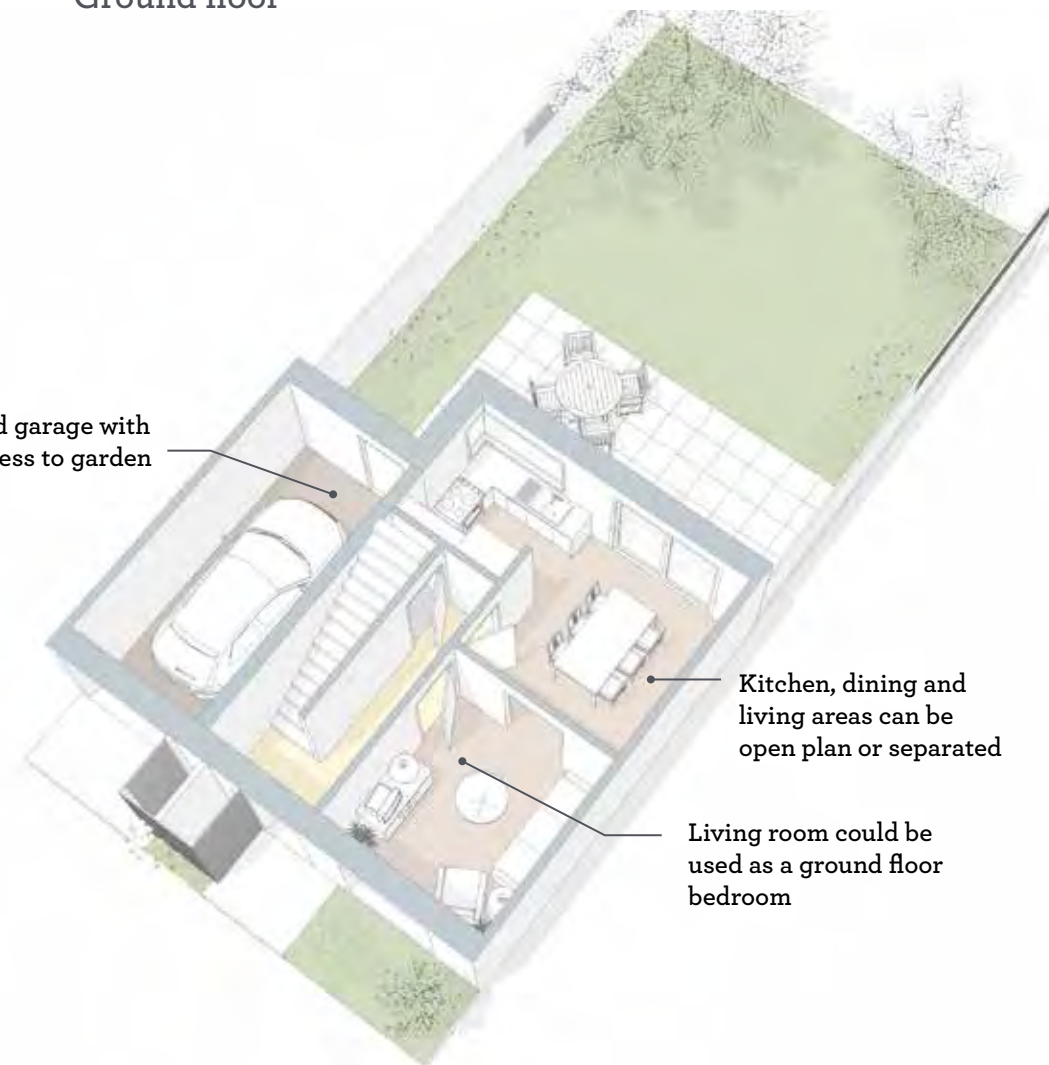 Ground floor
garage with
to garden
Kitchen, dining and
living areas can be
open plan or separated
Living room could be
used as a ground floor
bedroom